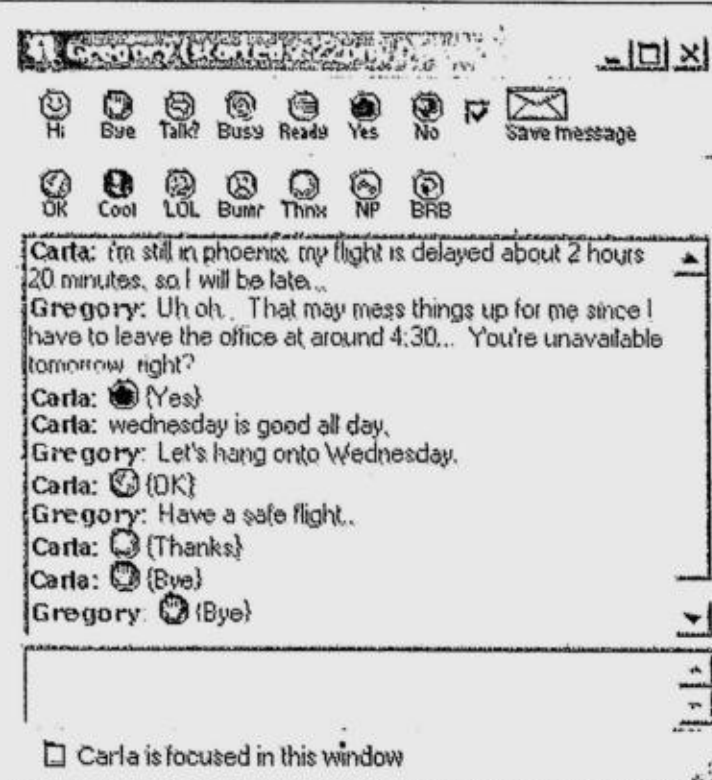 Gregory (started
Hi Bye Talk? Busy Ready Yes No Save message
OK Cool LOL Bumr Thnx NP BRB
Carla: i'm still in phoenix. my flight is delayed about 2 hours
20 minutes, so I will be late..
Gregory: Uh oh.. That may mess things up for me since I
have to leave the office at around 4:30... You're unavailable
tomorrow, right?
Carla: {Yes}
Carla: wednesday is good all day.
Gregory: Let's hang onto Wednesday.
Carla: {OK}
Gregory: Have a safe flight..
Carla: {Thanks}
Carla: {Bye}
Gregory: {Bye}
Carla is focused in this window